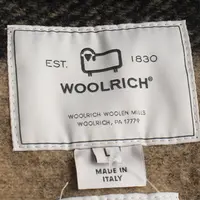 EST. 1830
WOOLRICH®
WOOLRICH WOOLEN MILLS
WOOLRICH, PA 17779
L
MADE IN
ITALY